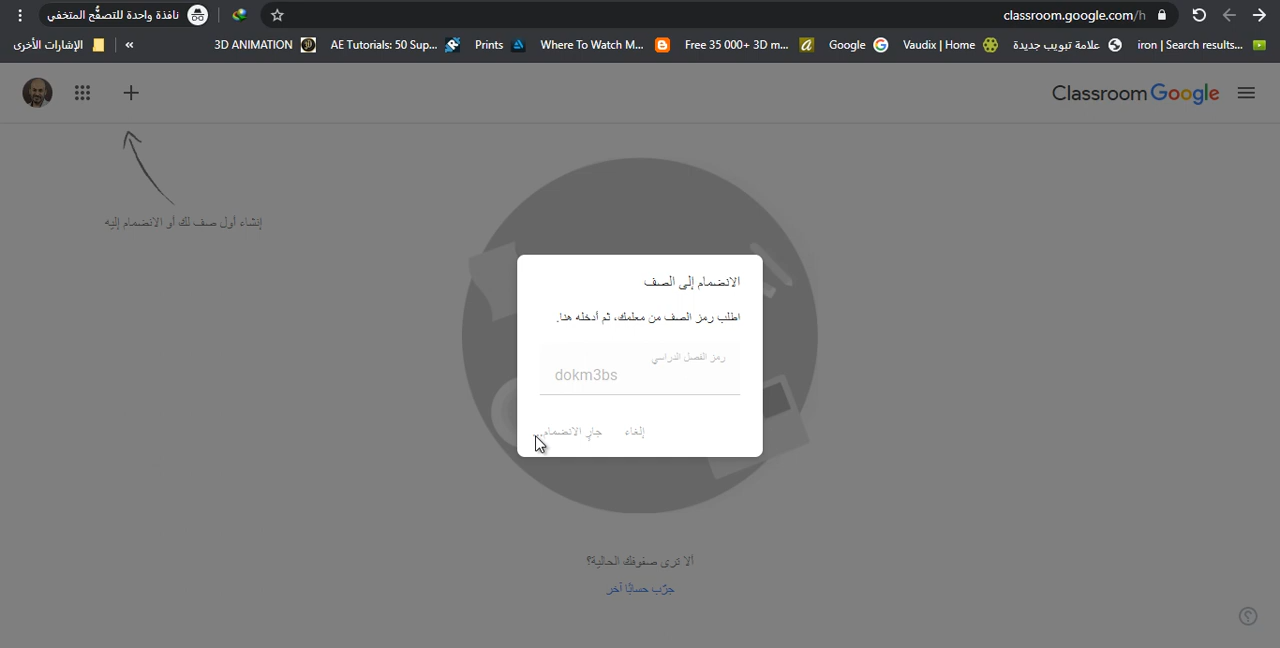 نافذة واحدة للتصفُّح المتخفي
classroom.google.com/h
iron | Search results...
علامة تبويب جديدة
Vaudix | Home
Google
Free 35 000+ 3D m...
Where To Watch M...
Prints
AE Tutorials: 50 Sup...
3D ANIMATION
»
الإشارات الأخرى
Google Classroom
إنشاء أول صف لك أو الانضمام إليه
الانضمام إلى الصف
اطلب رمز الصف من معلمك، ثم أدخله هنا.
رمز الفصل الدراسي
dokm3bs
إلغاء
جارٍ الانضمام...
ألا ترى صفوفك الحالية؟
جرّب حسابًا آخر